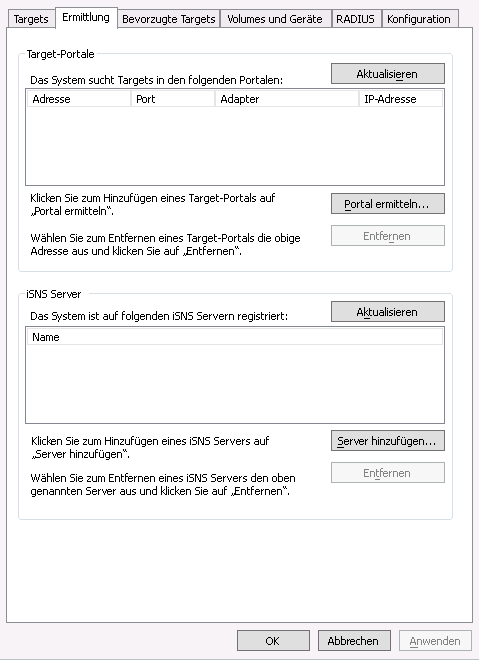 Targets Ermittlung Bevorzugte Targets Volumes und Geräte RADIUS Konfiguration
Target-Portale
Das System sucht Targets in den folgenden Portalen:
Aktualisieren
Adresse Port Adapter IP-Adresse
Klicken Sie zum Hinzufügen eines Target-Portals auf
„Portal ermitteln“.
Portal ermitteln...
Wählen Sie zum Entfernen eines Target-Portals die obige
Adresse aus und klicken Sie auf „Entfernen“.
Entfernen
iSNS Server
Das System ist auf folgenden iSNS Servern registriert:
Aktualisieren
Name
Klicken Sie zum Hinzufügen eines iSNS Servers auf
„Server hinzufügen“.
Server hinzufügen...
Wählen Sie zum Entfernen eines iSNS Servers den oben
genannten Server aus und klicken Sie auf „Entfernen“.
Entfernen
OK Abbrechen Anwenden